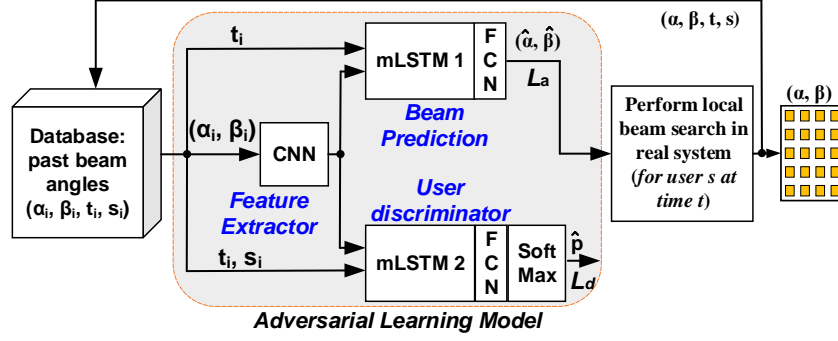 (α, β, t, s)
Database:
past beam
angles
(αi, βi, ti, si)
ti
(αi, βi)
ti, si
CNN
Feature
Extractor
mLSTM 1
F
C
N
Beam
Prediction
(α̂, β̂)
La
User
discriminator
mLSTM 2
F
C
N
Soft
Max
p̂
Ld
Adversarial Learning Model
Perform local
beam search in
real system
(for user s at
time t)
(α, β)